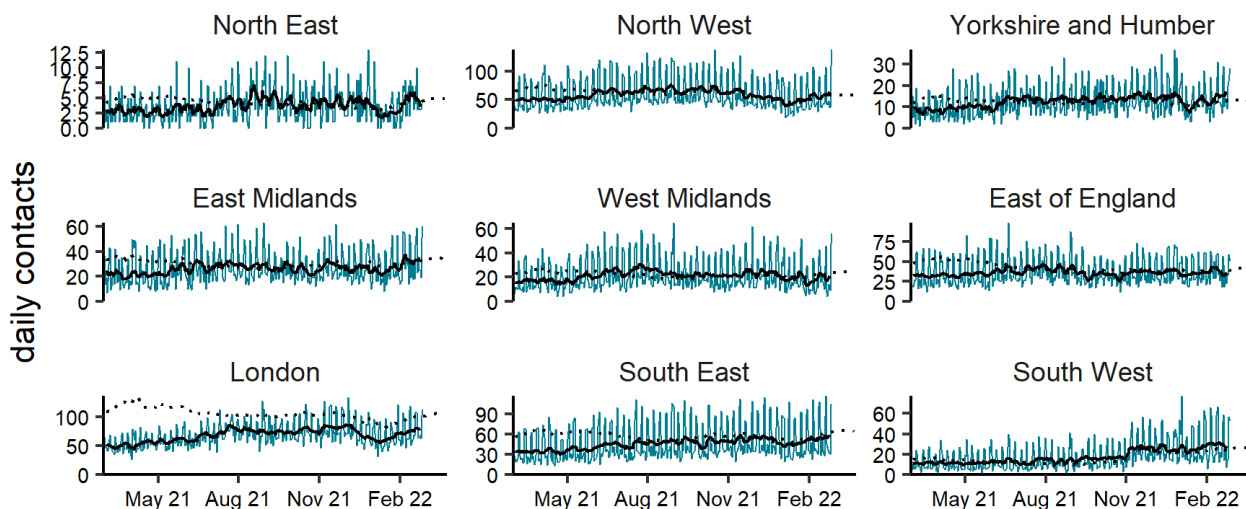 North East
North West
Yorkshire and Humber
12.5
10.0
7.5
5.0
2.5
0.0
100
50
0
30
20
10
0
daily contacts
East Midlands
West Midlands
East of England
60
40
20
0
60
40
20
0
75
50
25
0
London
South East
South West
100
50
0
90
60
30
0
60
40
20
0
May 21 Aug 21 Nov 21 Feb 22
May 21 Aug 21 Nov 21 Feb 22
May 21 Aug 21 Nov 21 Feb 22